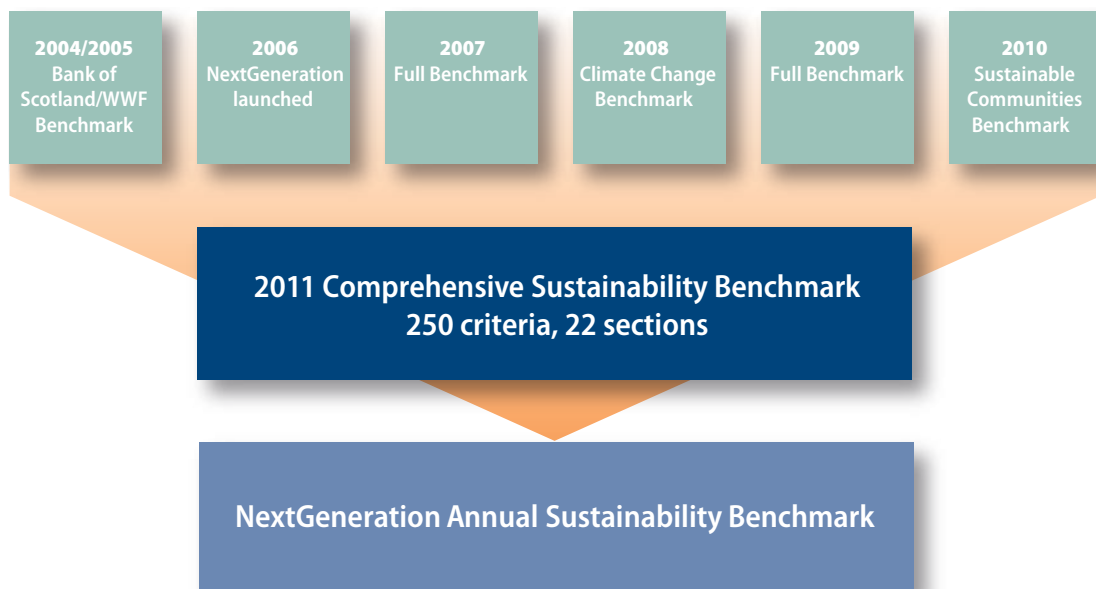 2004/2005
Bank of
Scotland/WWF
Benchmark
2006
NextGeneration
launched
2007
Full Benchmark
2008
Climate Change
Benchmark
2009
Full Benchmark
2010
Sustainable
Communities
Benchmark
2011 Comprehensive Sustainability Benchmark
250 criteria, 22 sections
NextGeneration Annual Sustainability Benchmark